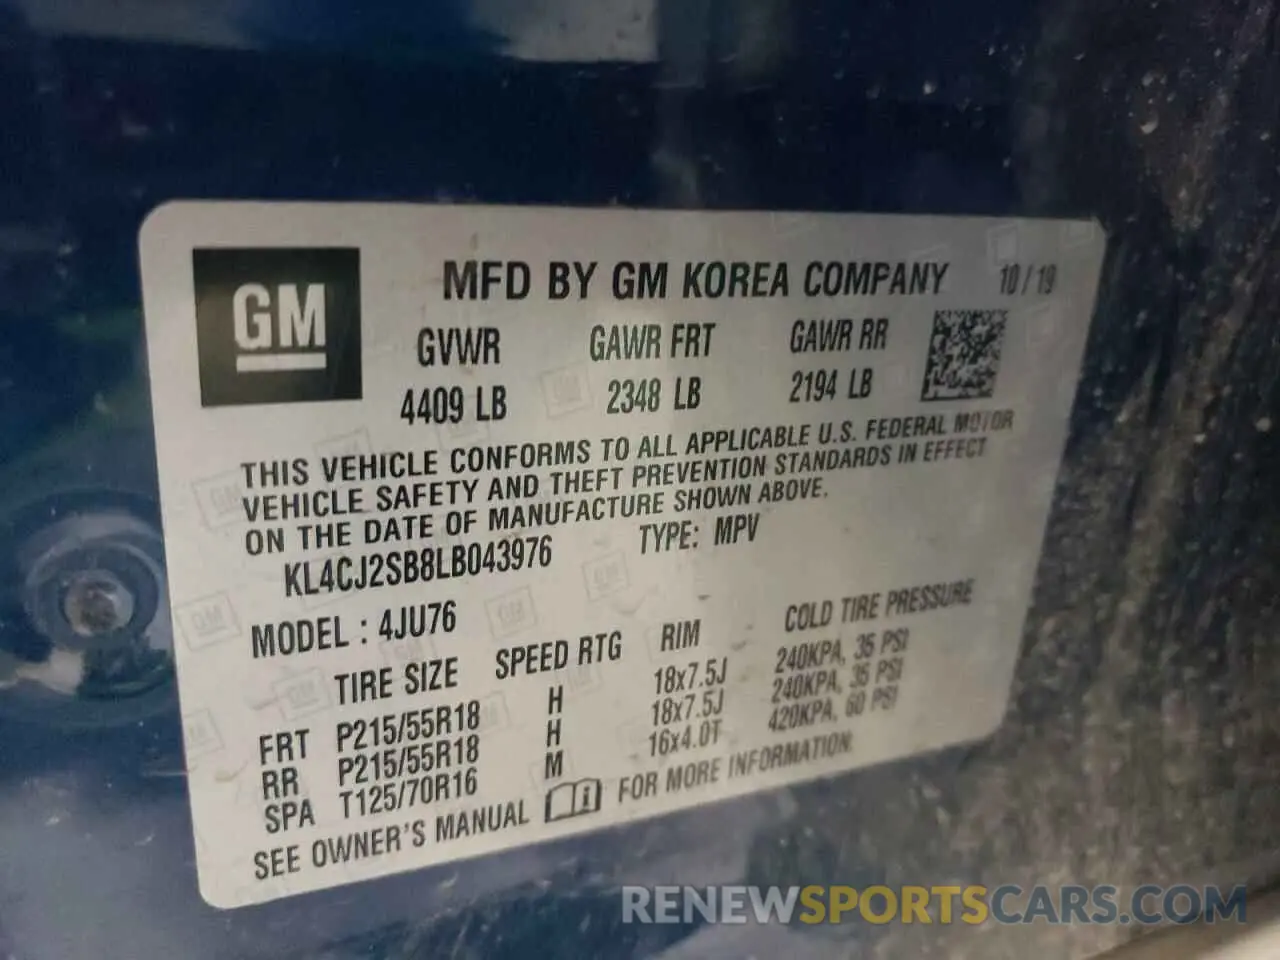 GM
MFD BY GM KOREA COMPANY 10/19
GVWR GAWR FRT GAWR RR
4409 LB 2348 LB 2194 LB
THIS VEHICLE CONFORMS TO ALL APPLICABLE U.S. FEDERAL MOTOR
VEHICLE SAFETY AND THEFT PREVENTION STANDARDS IN EFFECT
ON THE DATE OF MANUFACTURE SHOWN ABOVE.
KL4CJ2SB8LB043976 TYPE: MPV
MODEL : 4JU76
TIRE SIZE SPEED RTG RIM COLD TIRE PRESSURE
FRT P215/55R18 H 18x7.5J 240KPA, 35 PSI
RR P215/55R18 H 18x7.5J 240KPA, 35 PSI
SPA T125/70R16 M 16x4.0T 420KPA, 60 PSI
SEE OWNER'S MANUAL FOR MORE INFORMATION.
RENEWSPORTSCARS.COM